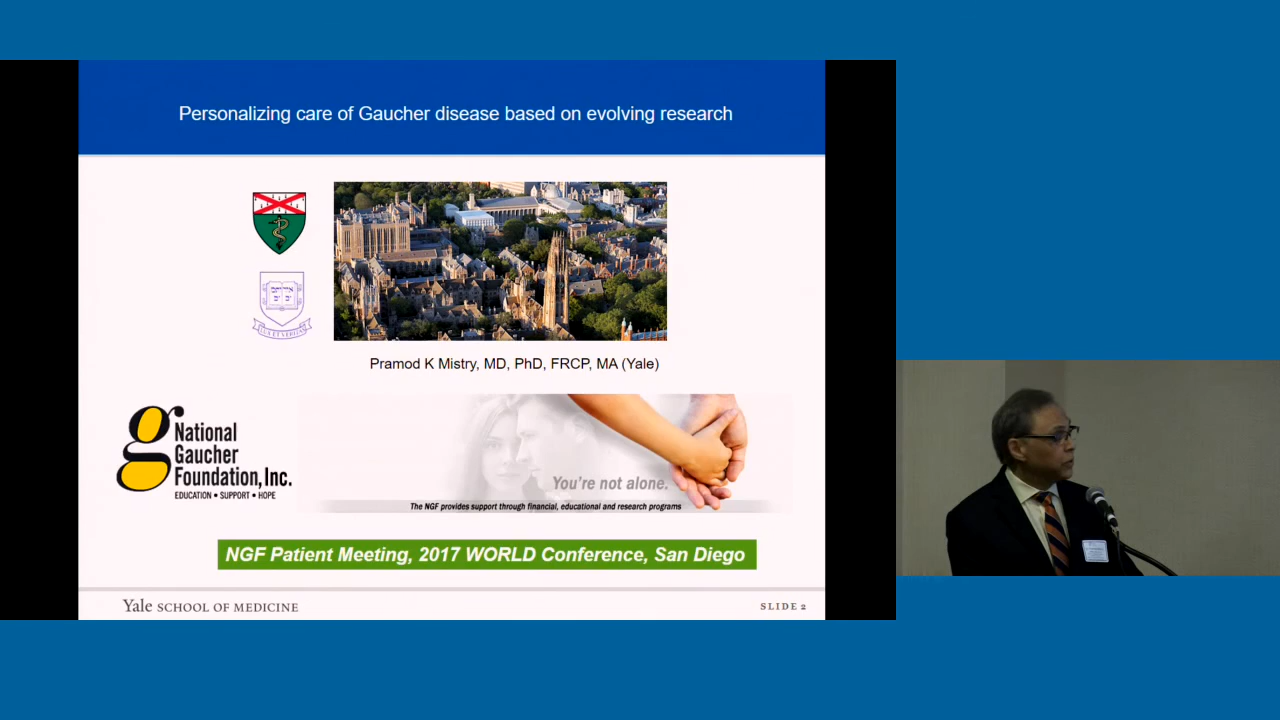 Personalizing care of Gaucher disease based on evolving research
Pramod K Mistry, MD, PhD, FRCP, MA (Yale)
National
Gaucher
Foundation, Inc.
EDUCATION • SUPPORT • HOPE
You're not alone.
The NGF provides support through financial, educational and research programs
NGF Patient Meeting, 2017 WORLD Conference, San Diego
Yale SCHOOL OF MEDICINE
SLIDE 2